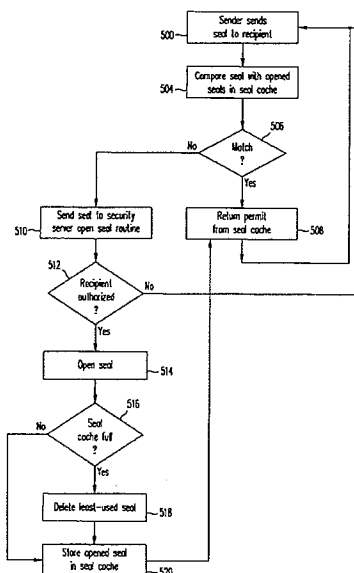 Sender sends
seal to recipient
500
Compare seal with opened
seals in seal cache
504
506
Match
?
No
Yes
Send seal to security
server open seal routine
510
Return permit
from seal cache
508
512
Recipient
authorized
?
No
Yes
Open seal
514
516
Seal
cache full
?
No
Yes
Delete least-used seal
518
Store opened seal
in seal cache
520